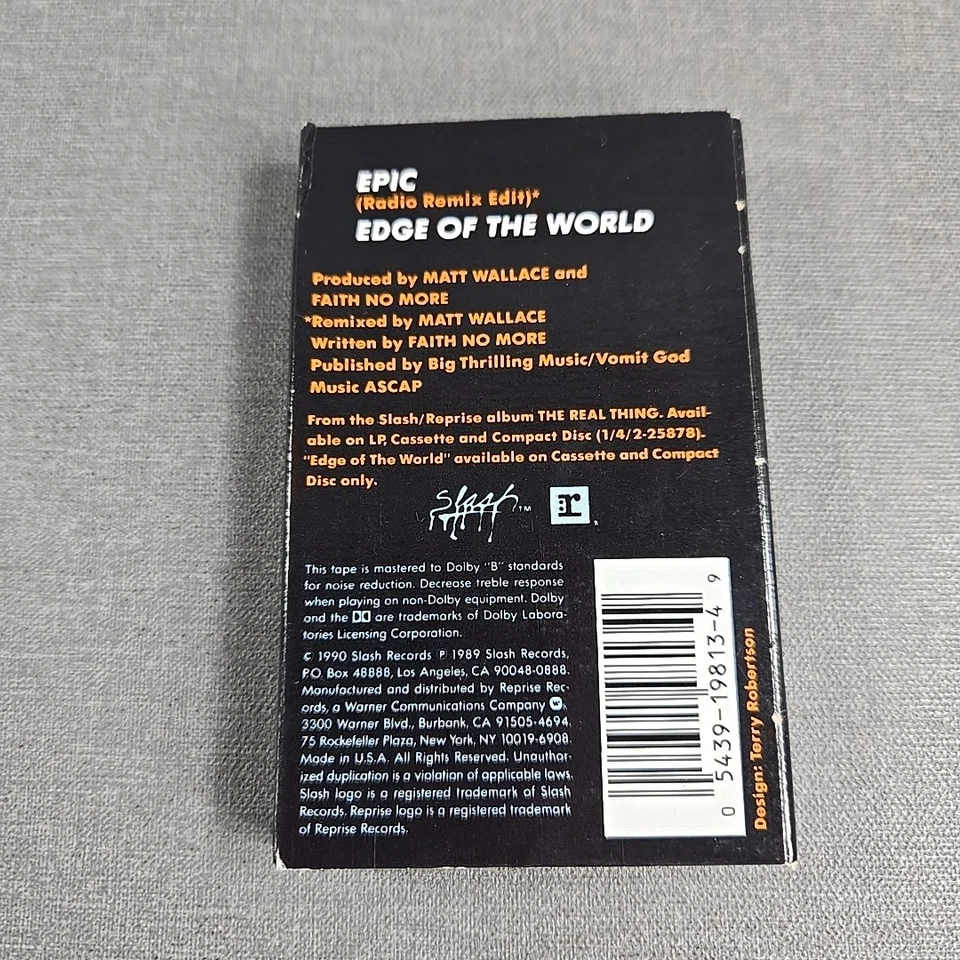 EPIC
(Radio Remix Edit)*
EDGE OF THE WORLD
Produced by MATT WALLACE and
FAITH NO MORE
*Remixed by MATT WALLACE
Written by FAITH NO MORE
Published by Big Thrilling Music/Vomit God
Music ASCAP
From the Slash/Reprise album THE REAL THING. Avail-
able on LP, Cassette and Compact Disc (1/4/2-25878)-
"Edge of The World" available on Cassette and Compact
Disc only.
Slash TM r
This tape is mastered to Dolby "B" standards
for noise reduction. Decrease treble response
when playing on non-Dolby equipment. Dolby
and the are trademarks of Dolby Labora-
tories Licensing Corporation.
© 1990 Slash Records ℗ 1989 Slash Records,
P.O. Box 48888, Los Angeles, CA 90048-0888.
Manufactured and distributed by Reprise Rec-
ords, a Warner Communications Company
3300 Warner Blvd., Burbank, CA 91505-4694.
75 Rockefeller Plaza, New York, NY 10019-6908.
Made in U.S.A. All Rights Reserved. Unauthor-
ized duplication is a violation of applicable laws.
Slash logo is a registered trademark of Slash
Records. Reprise logo is a registered trademark
of Reprise Records.
0 5439-19813-4 9
Design: Terry Robertson